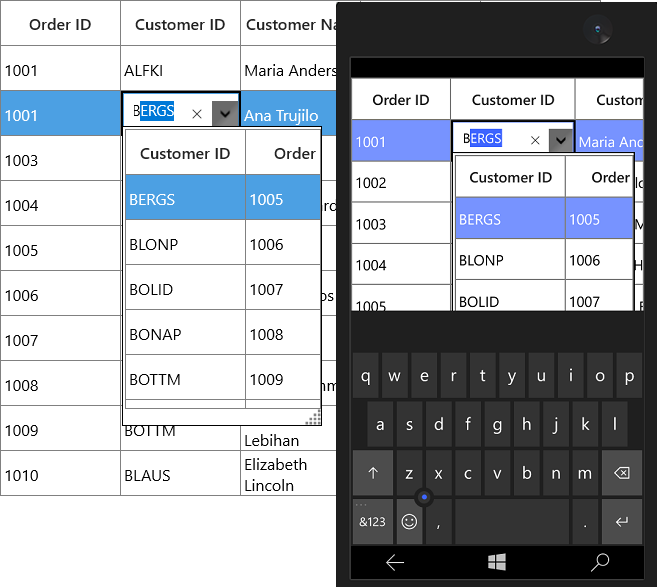 Order ID Customer ID Customer Na
1001 ALFKI Maria Anders
1001 BERGS Ana Trujilo
1003
1004
1005
1006
1007
1008
1009 BOTTM Lebihan
1010 BLAUS Elizabeth
Lincoln
Customer ID Order
BERGS 1005
BLONP 1006
BOLID 1007
BONAP 1008
BOTTM 1009
Order ID Customer ID Custom
1001 BERGS Maria And
1002
1003
1004
1005
Customer ID Order
BERGS 1005
BLONP 1006
BOLID 1007
q w e r t y u i o p
a s d f g h j k l
z x c v b n m
&123 , .